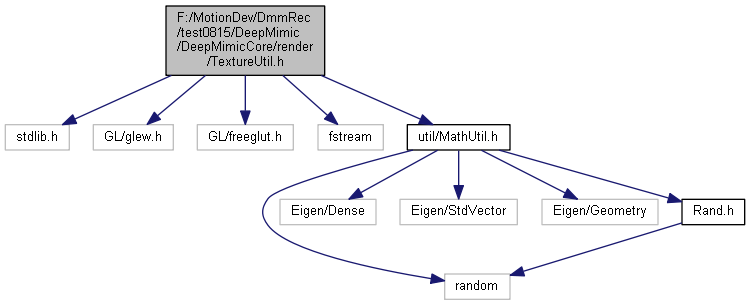 F:/MotionDev/DmmRec
/test0815/DeepMimic
/DeepMimicCore/render
/TextureUtil.h
stdlib.h
GL/glew.h
GL/freeglut.h
fstream
util/MathUtil.h
Eigen/Dense
Eigen/StdVector
Eigen/Geometry
Rand.h
random